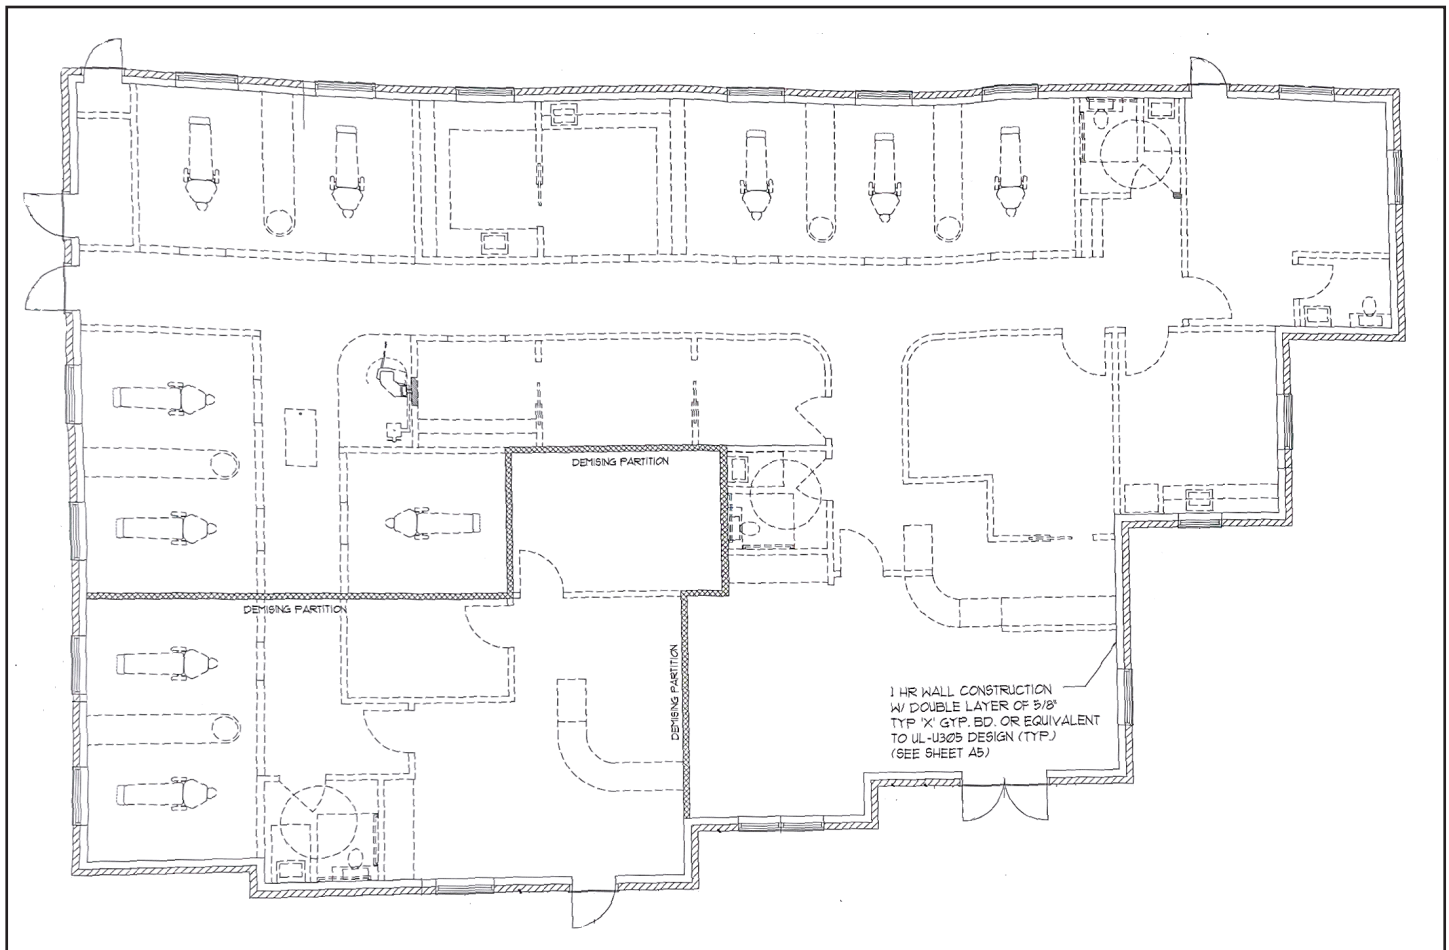 DEMISING PARTITION
DEMISING PARTITION
DEMISING PARTITION
1 HR WALL CONSTRUCTION
W/ DOUBLE LAYER OF 5/8"
TYP 'X' GYP. BD. OR EQUIVALENT
TO UL-U305 DESIGN (TYP.)
(SEE SHEET A5)